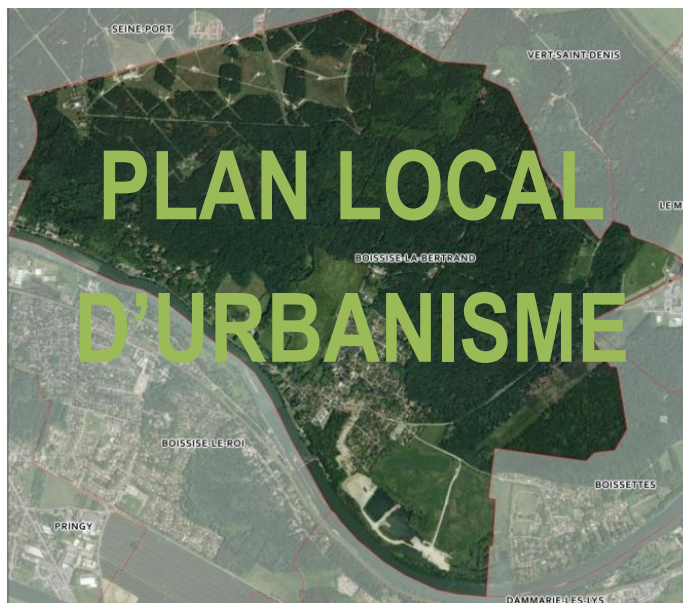 SEINE-PORT
VERT-SAINT-DENIS
PLAN LOCAL
LE M
BOISSISE-LA-BERTRAND
D'URBANISME
BOISSISE-LE-ROI
BOISSETTES
PRINGY
DAMMARIE-LES-LYS